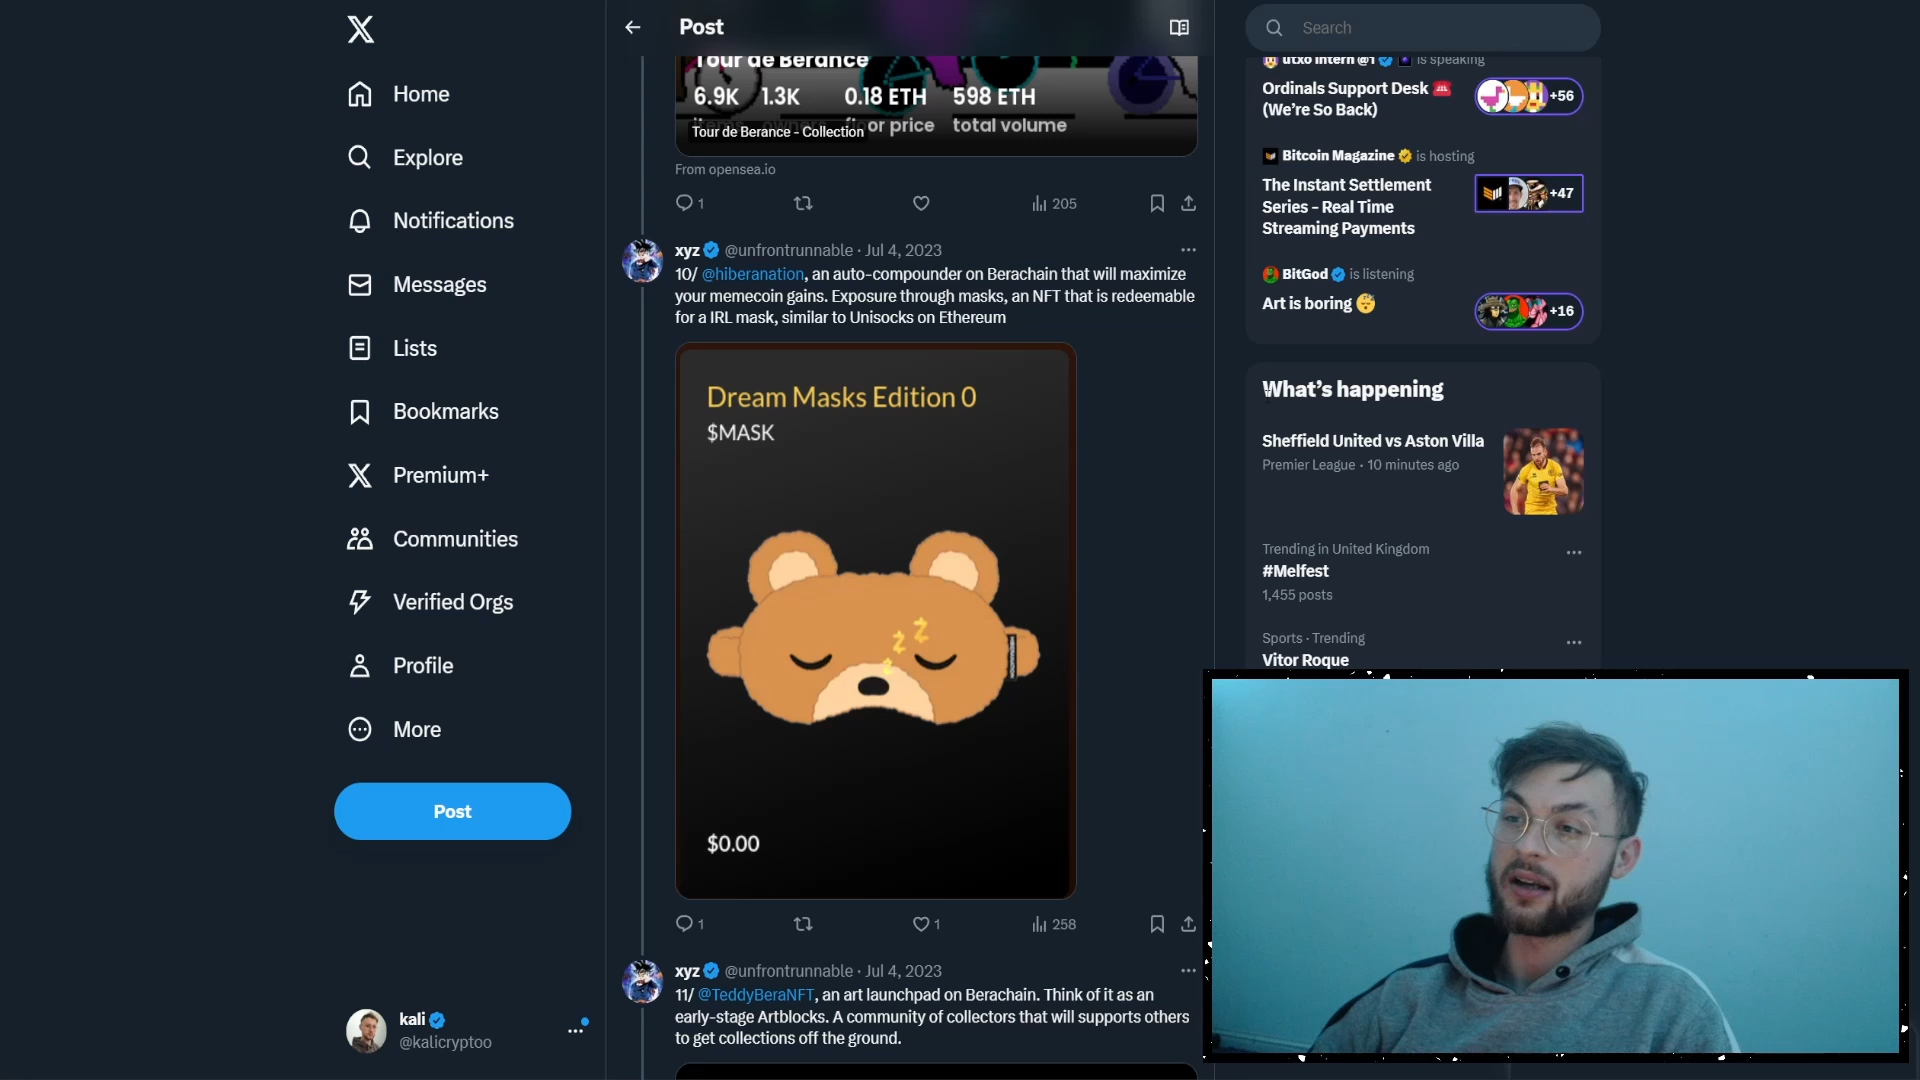 Home
Explore
Notifications
Messages
Lists
Bookmarks
Premium+
Communities
Verified Orgs
Profile
More
Post
kali
@kalicryptoo
Post
Tour de Berance
6.9K 1.3K 0.18 ETH 598 ETH
items owners floor price total volume
Tour de Berance - Collection
From opensea.io
1
205
xyz @unfrontrunnable · Jul 4, 2023
10/ @hiberanation, an auto-compounder on Berachain that will maximize
your memecoin gains. Exposure through masks, an NFT that is redeemable
for a IRL mask, similar to Unisocks on Ethereum
Dream Masks Edition 0
$MASK
z z z
$0.00
1
1
258
xyz @unfrontrunnable · Jul 4, 2023
11/ @TeddyBeraNFT, an art launchpad on Berachain. Think of it as an
early-stage Artblocks. A community of collectors that will supports others
to get collections off the ground.
Search
utxo intern @1 is speaking
Ordinals Support Desk
(We're So Back)
+56
Bitcoin Magazine is hosting
The Instant Settlement
Series - Real Time
Streaming Payments
+47
BitGod is listening
Art is boring
+16
What's happening
Sheffield United vs Aston Villa
Premier League · 10 minutes ago
Trending in United Kingdom
#Melfest
1,455 posts
Sports · Trending
Vitor Roque